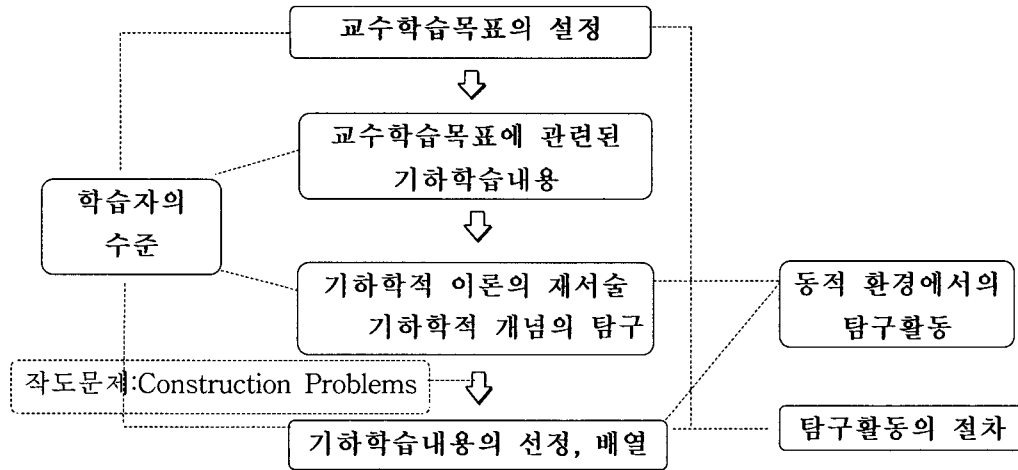 교수학습목표의 설정
교수학습목표에 관련된
기하학습내용
학습자의
수준
기하학적 이론의 재서술
기하학적 개념의 탐구
동적 환경에서의
탐구활동
작도문제:Construction Problems
기하학습내용의 선정, 배열
탐구활동의 절차